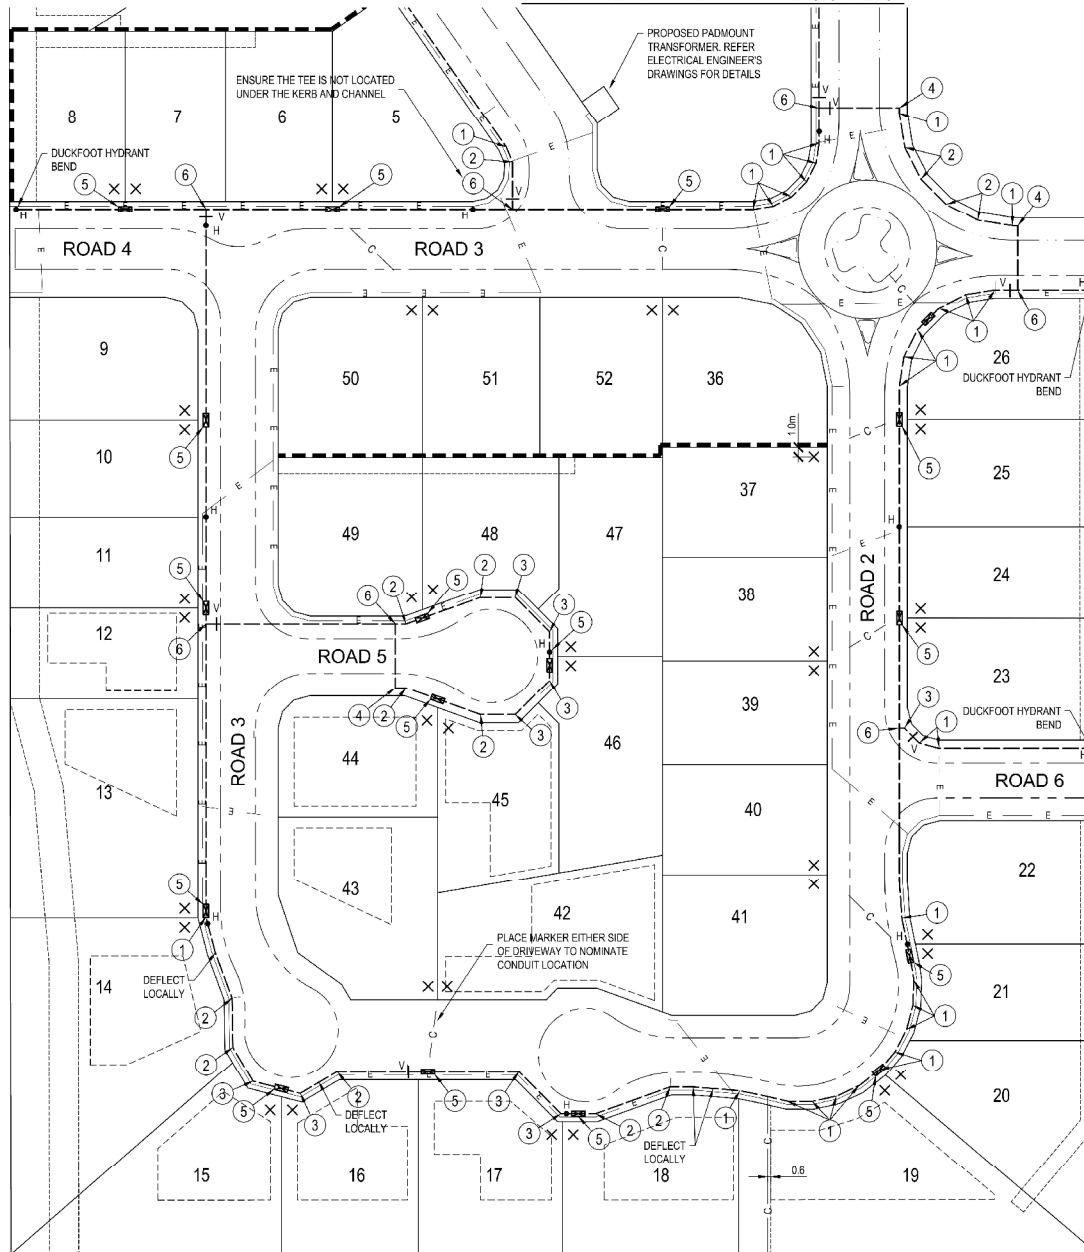 PROPOSED PADMOUNT
TRANSFORMER. REFER
ELECTRICAL ENGINEER'S
DRAWINGS FOR DETAILS
ENSURE THE TEE IS NOT LOCATED
UNDER THE KERB AND CHANNEL
8
7
6
5
DUCKFOOT HYDRANT
BEND
ROAD 4
ROAD 3
9
50
51
52
36
26
DUCKFOOT HYDRANT
BEND
1.0m
10
25
37
49
48
47
11
24
38
ROAD 2
12
ROAD 5
23
39
DUCKFOOT HYDRANT
BEND
46
44
ROAD 3
ROAD 6
13
45
40
43
22
42
41
PLACE MARKER EITHER SIDE
OF DRIVEWAY TO NOMINATE
CONDUIT LOCATION
14
DEFLECT
LOCALLY
21
20
DEFLECT
LOCALLY
DEFLECT
LOCALLY
15
16
17
18
0.6
19